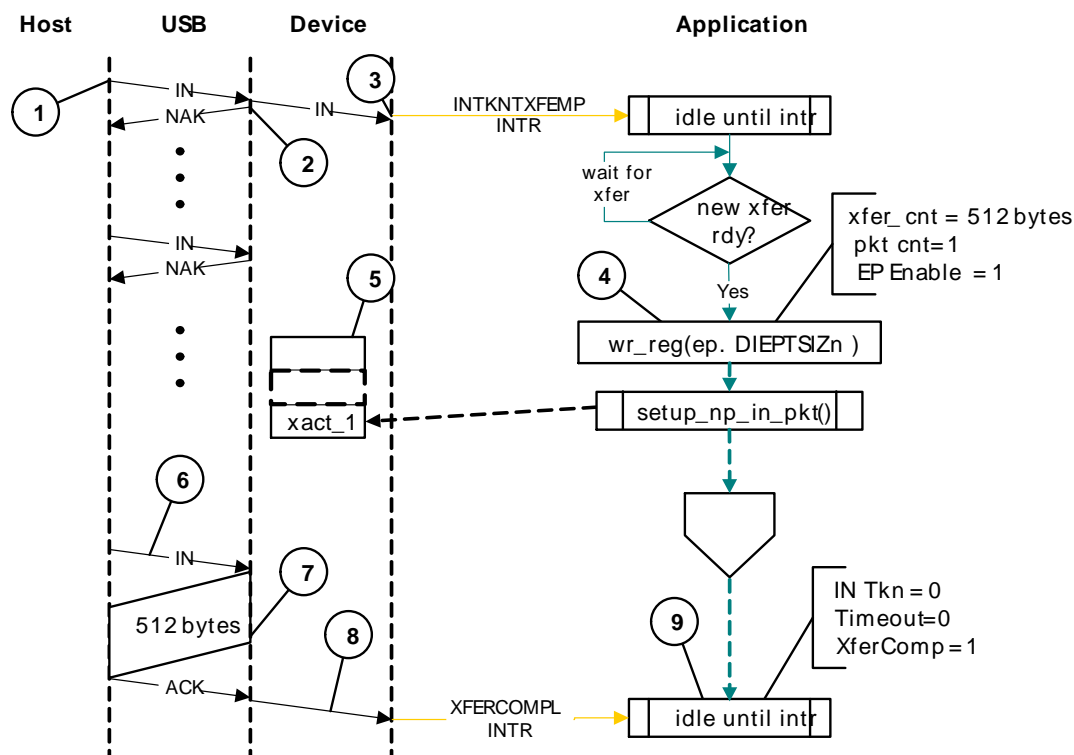 Host USB Device Application
1
IN
NAK
2
IN
3
INTKNTXFEMP
INTR
idle until intr
wait for
xfer
new xfer
rdy?
xfer_cnt = 512 bytes
pkt cnt=1
EP Enable = 1
IN
NAK
5
4
Yes
wr_reg(ep. DIEPTSIZn )
xact_1
setup_np_in_pkt()
6
IN
7
512 bytes
8
ACK
9
IN Tkn = 0
Timeout=0
XferComp = 1
XFERCOMPL
INTR
idle until intr